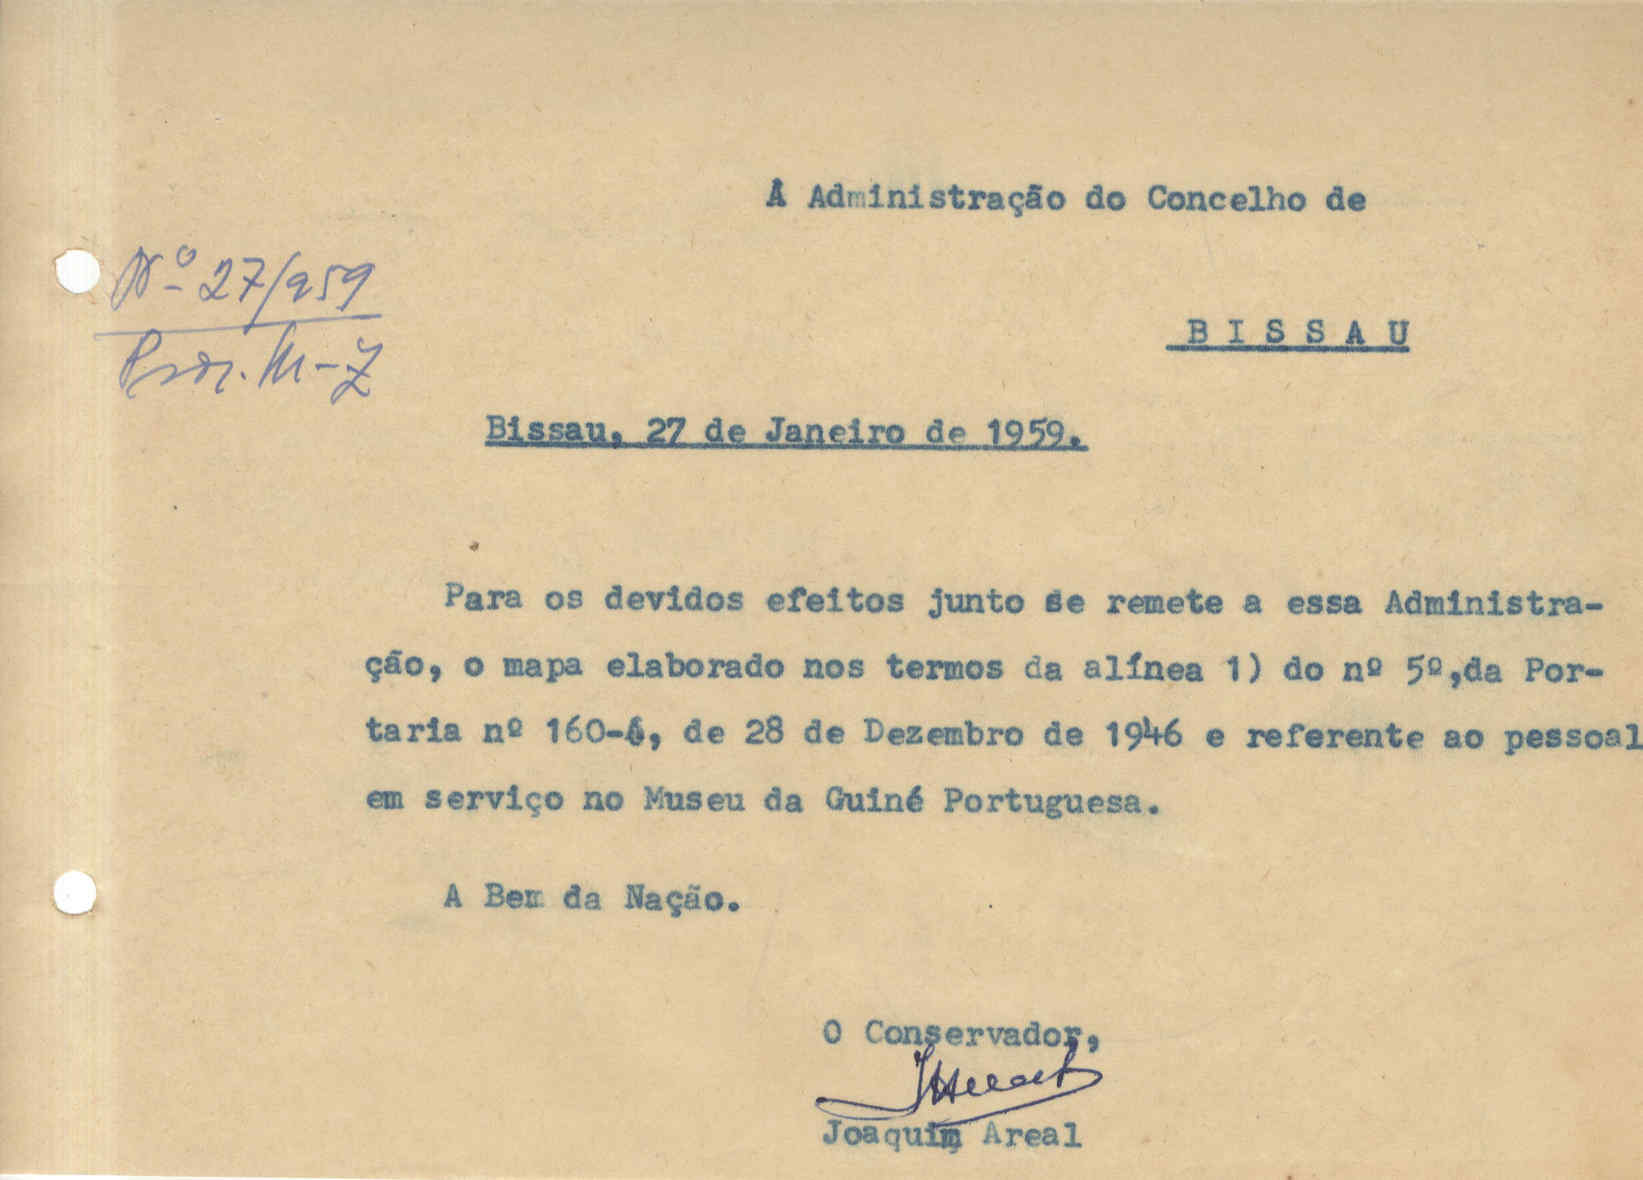 À Administração do Concelho de
Nº 27/959
BISSAU
Proc. M-Z
Bissau, 27 de Janeiro de 1959.
Para os devidos efeitos junto se remete a essa Administra-
ção, o mapa elaborado nos termos da alínea 1) do nº 5º,da Por-
taria nº 160- , de 28 de Dezembro de 1946 e referente ao pessoal
em serviço no Museu da Guiné Portuguesa.
A Bem da Nação.
O Conservador,
Joaquim Areal